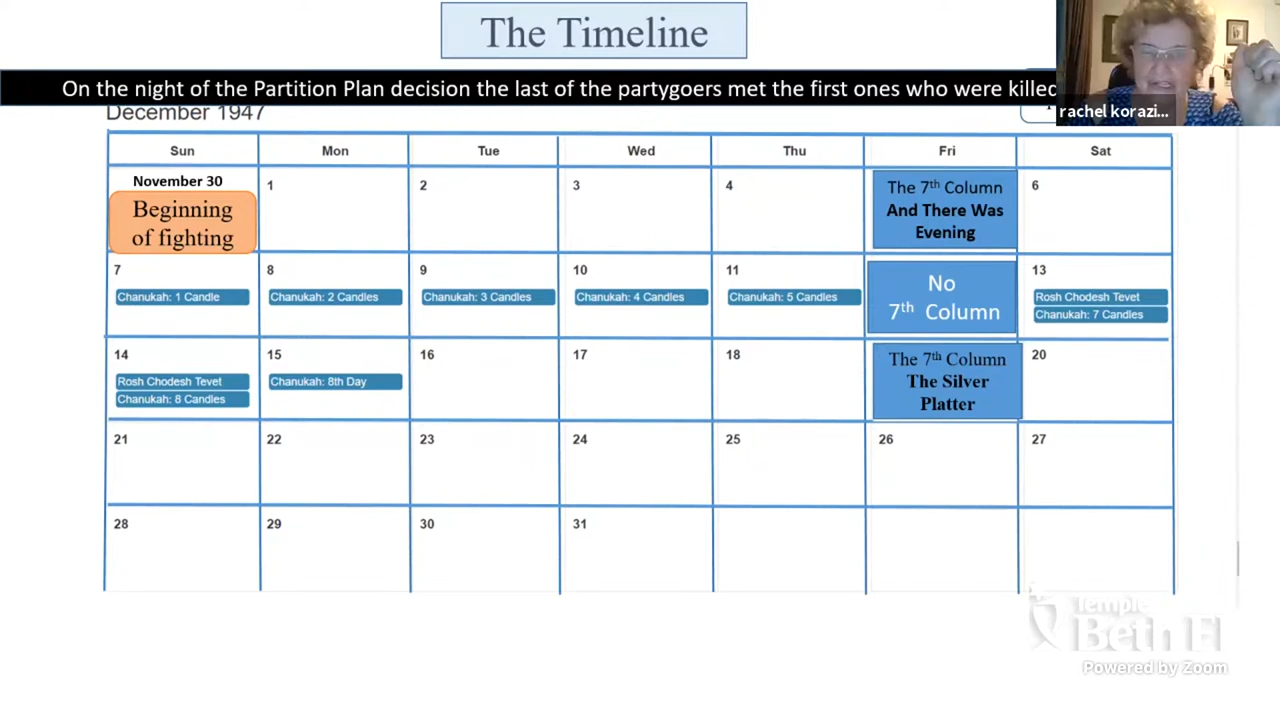 The Timeline
On the night of the Partition Plan decision the last of the partygoers met the first ones who were killed
rachel korazi...
December 1947
Sun Mon Tue Wed Thu Fri Sat
November 30
Beginning
of fighting
1
2
3
4
The 7th Column
And There Was
Evening
6
7
Chanukah: 1 Candle
8
Chanukah: 2 Candles
9
Chanukah: 3 Candles
10
Chanukah: 4 Candles
11
Chanukah: 5 Candles
No
7th Column
13
Rosh Chodesh Tevet
Chanukah: 7 Candles
14
Rosh Chodesh Tevet
Chanukah: 8 Candles
15
Chanukah: 8th Day
16
17
18
The 7th Column
The Silver
Platter
20
21
22
23
24
25
26
27
28
29
30
31
Temple
Beth El
Powered by Zoom